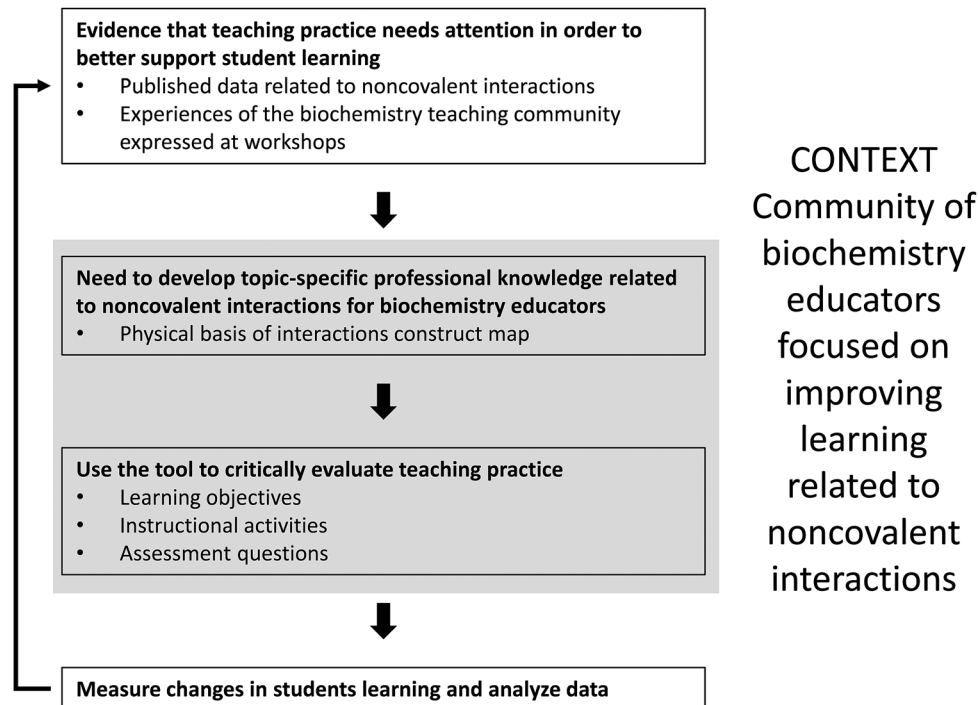 Evidence that teaching practice needs attention in order to
better support student learning
• Published data related to noncovalent interactions
• Experiences of the biochemistry teaching community
expressed at workshops
Need to develop topic-specific professional knowledge related
to noncovalent interactions for biochemistry educators
• Physical basis of interactions construct map
Use the tool to critically evaluate teaching practice
• Learning objectives
• Instructional activities
• Assessment questions
Measure changes in students learning and analyze data
CONTEXT
Community of
biochemistry
educators
focused on
improving
learning
related to
noncovalent
interactions